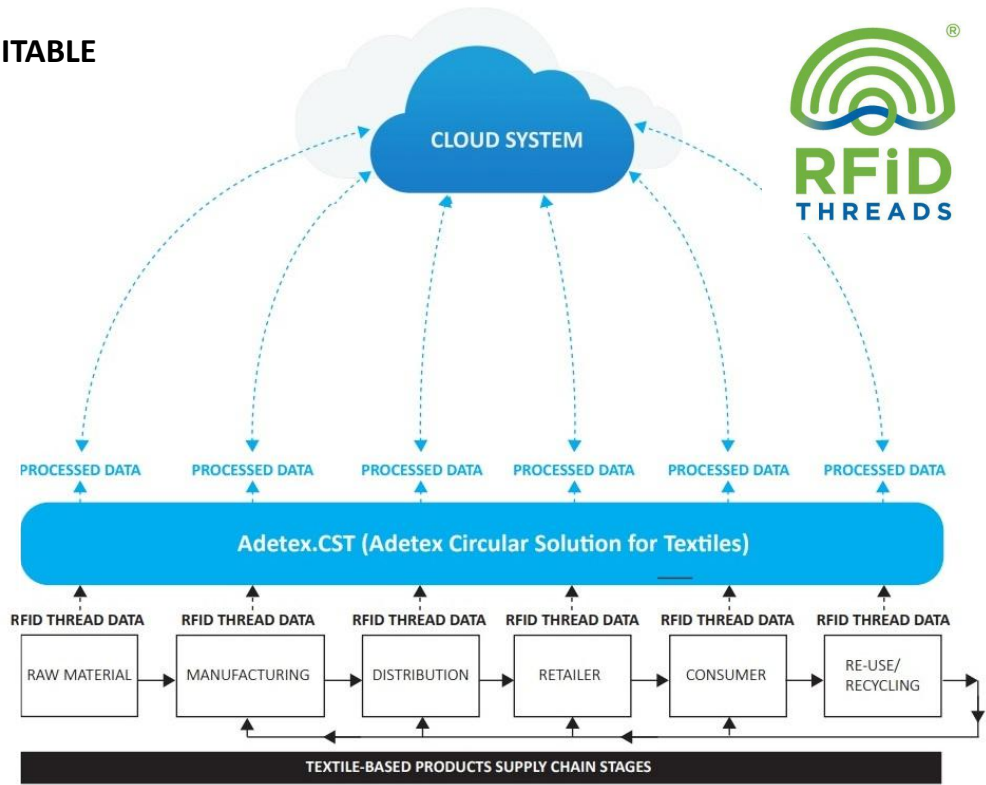 ITABLE
®
RFiD
THREADS
CLOUD SYSTEM
PROCESSED DATA PROCESSED DATA PROCESSED DATA PROCESSED DATA PROCESSED DATA PROCESSED DATA
Adetex.CST (Adetex Circular Solution for Textiles)
RFID THREAD DATA RFID THREAD DATA RFID THREAD DATA RFID THREAD DATA RFID THREAD DATA RFID THREAD DATA
RAW MATERIAL MANUFACTURING DISTRIBUTION RETAILER CONSUMER RE-USE/
RECYCLING
TEXTILE-BASED PRODUCTS SUPPLY CHAIN STAGES